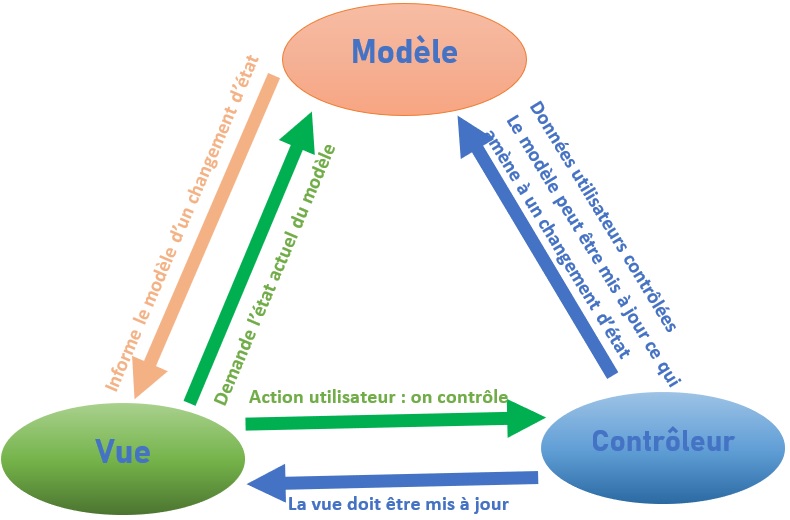 Modèle
Informe le modèle d'un changement d'état
Demande l'état actuel du modèle
Données utilisateurs contrôlées
Le modèle peut être mis à jour ce qui
amène à un changement d'état
Action utilisateur : on contrôle
Vue
Contrôleur
La vue doit être mis à jour